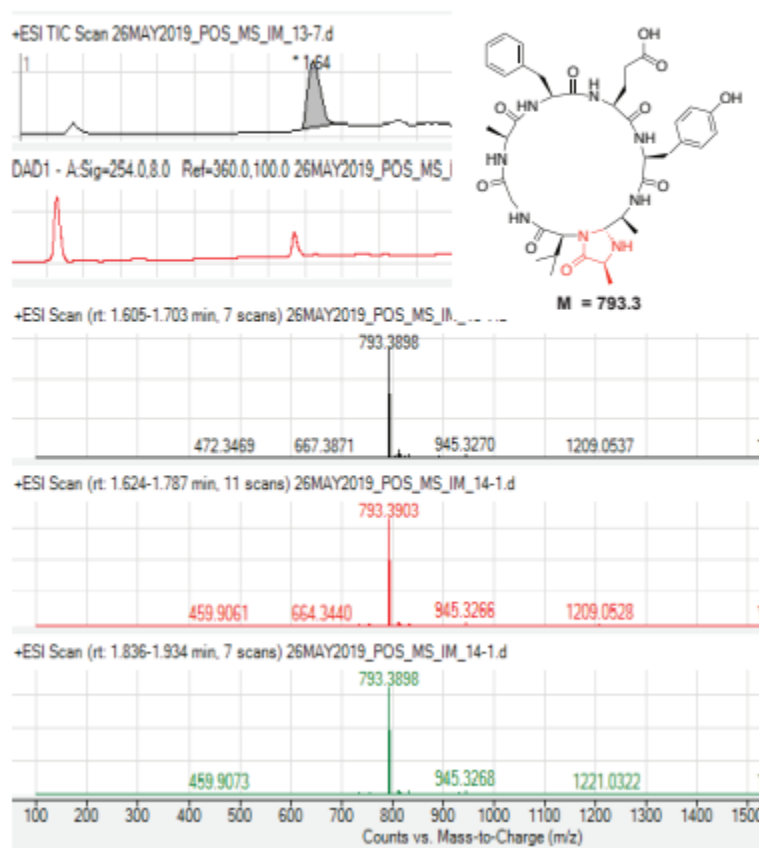 +ESI TIC Scan 26MAY2019_POS_MS_IM_13-7.d
1
* 1.64
DAD1 - A:Sig=254.0,8.0 Ref=360.0,100.0 26MAY2019_POS_MS_
OH
O
O
O
H
N
HN
O
OH
O
NH
HN
NH
O
O
HN
NH
O
N
NH
O
M = 793.3
+ESI Scan (rt: 1.605-1.703 min, 7 scans) 26MAY2019_POS_MS_IM_
793.3898
472.3469 667.3871 945.3270 1209.0537
+ESI Scan (rt: 1.624-1.787 min, 11 scans) 26MAY2019_POS_MS_IM_14-1.d
793.3903
459.9061 664.3440 945.3266 1209.0528
+ESI Scan (rt: 1.836-1.934 min, 7 scans) 26MAY2019_POS_MS_IM_14-1.d
793.3898
459.9073 945.3268 1221.0322
100 200 300 400 500 600 700 800 900 1000 1100 1200 1300 1400 1500
Counts vs. Mass-to-Charge (m/z)